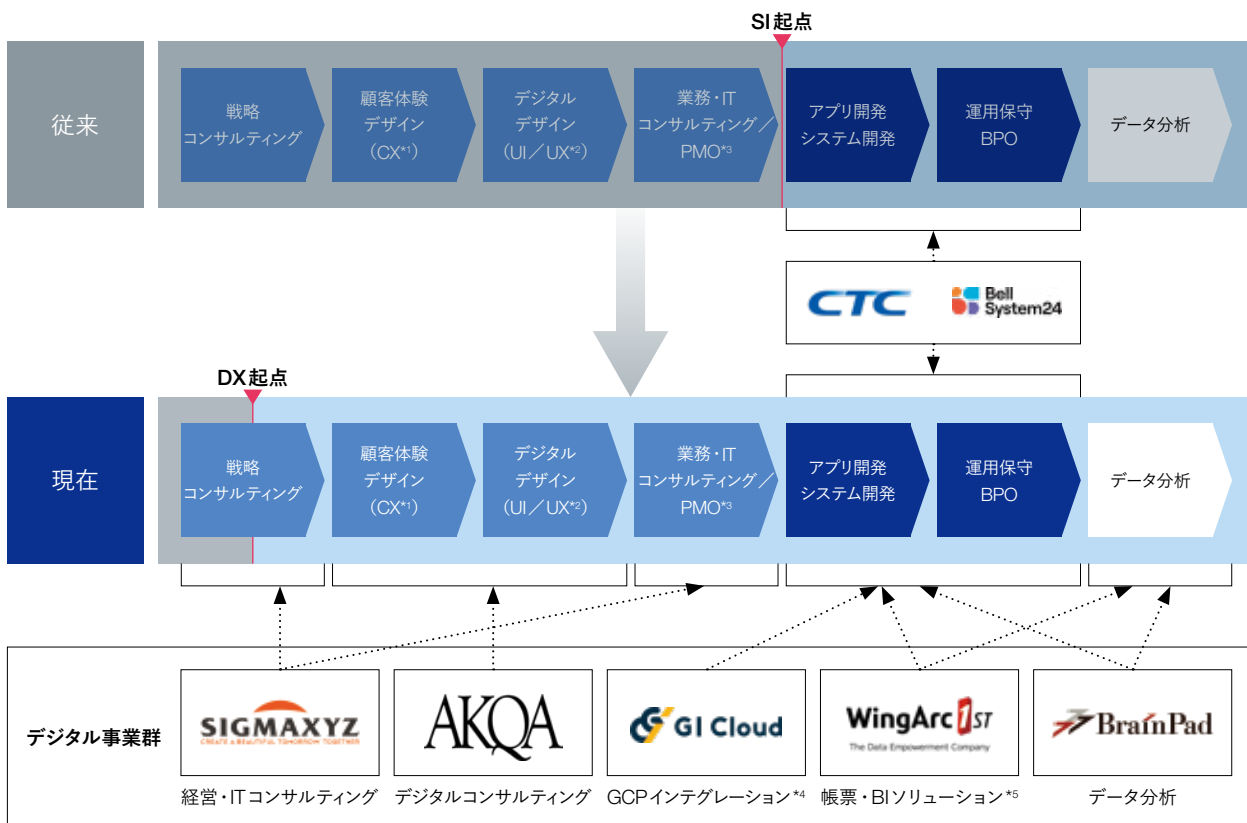 SI起点
従来
戦略
コンサルティング
顧客体験
デザイン
（CX*1）
デジタル
デザイン
（UI／UX*2）
業務・IT
コンサルティング／
PMO*3
アプリ開発
システム開発
運用保守
BPO
データ分析
CTC
Bell
System24
DX起点
現在
戦略
コンサルティング
顧客体験
デザイン
（CX*1）
デジタル
デザイン
（UI／UX*2）
業務・IT
コンサルティング／
PMO*3
アプリ開発
システム開発
運用保守
BPO
データ分析
デジタル事業群
SIGMAXYZ
CREATE A BEAUTIFUL TOMORROW TOGETHER
AKQA
GI Cloud
WingArc1ST
The Data Empowerment Company
BrainPad
経営・ITコンサルティング
デジタルコンサルティング
GCPインテグレーション*4
帳票・BIソリューション*5
データ分析